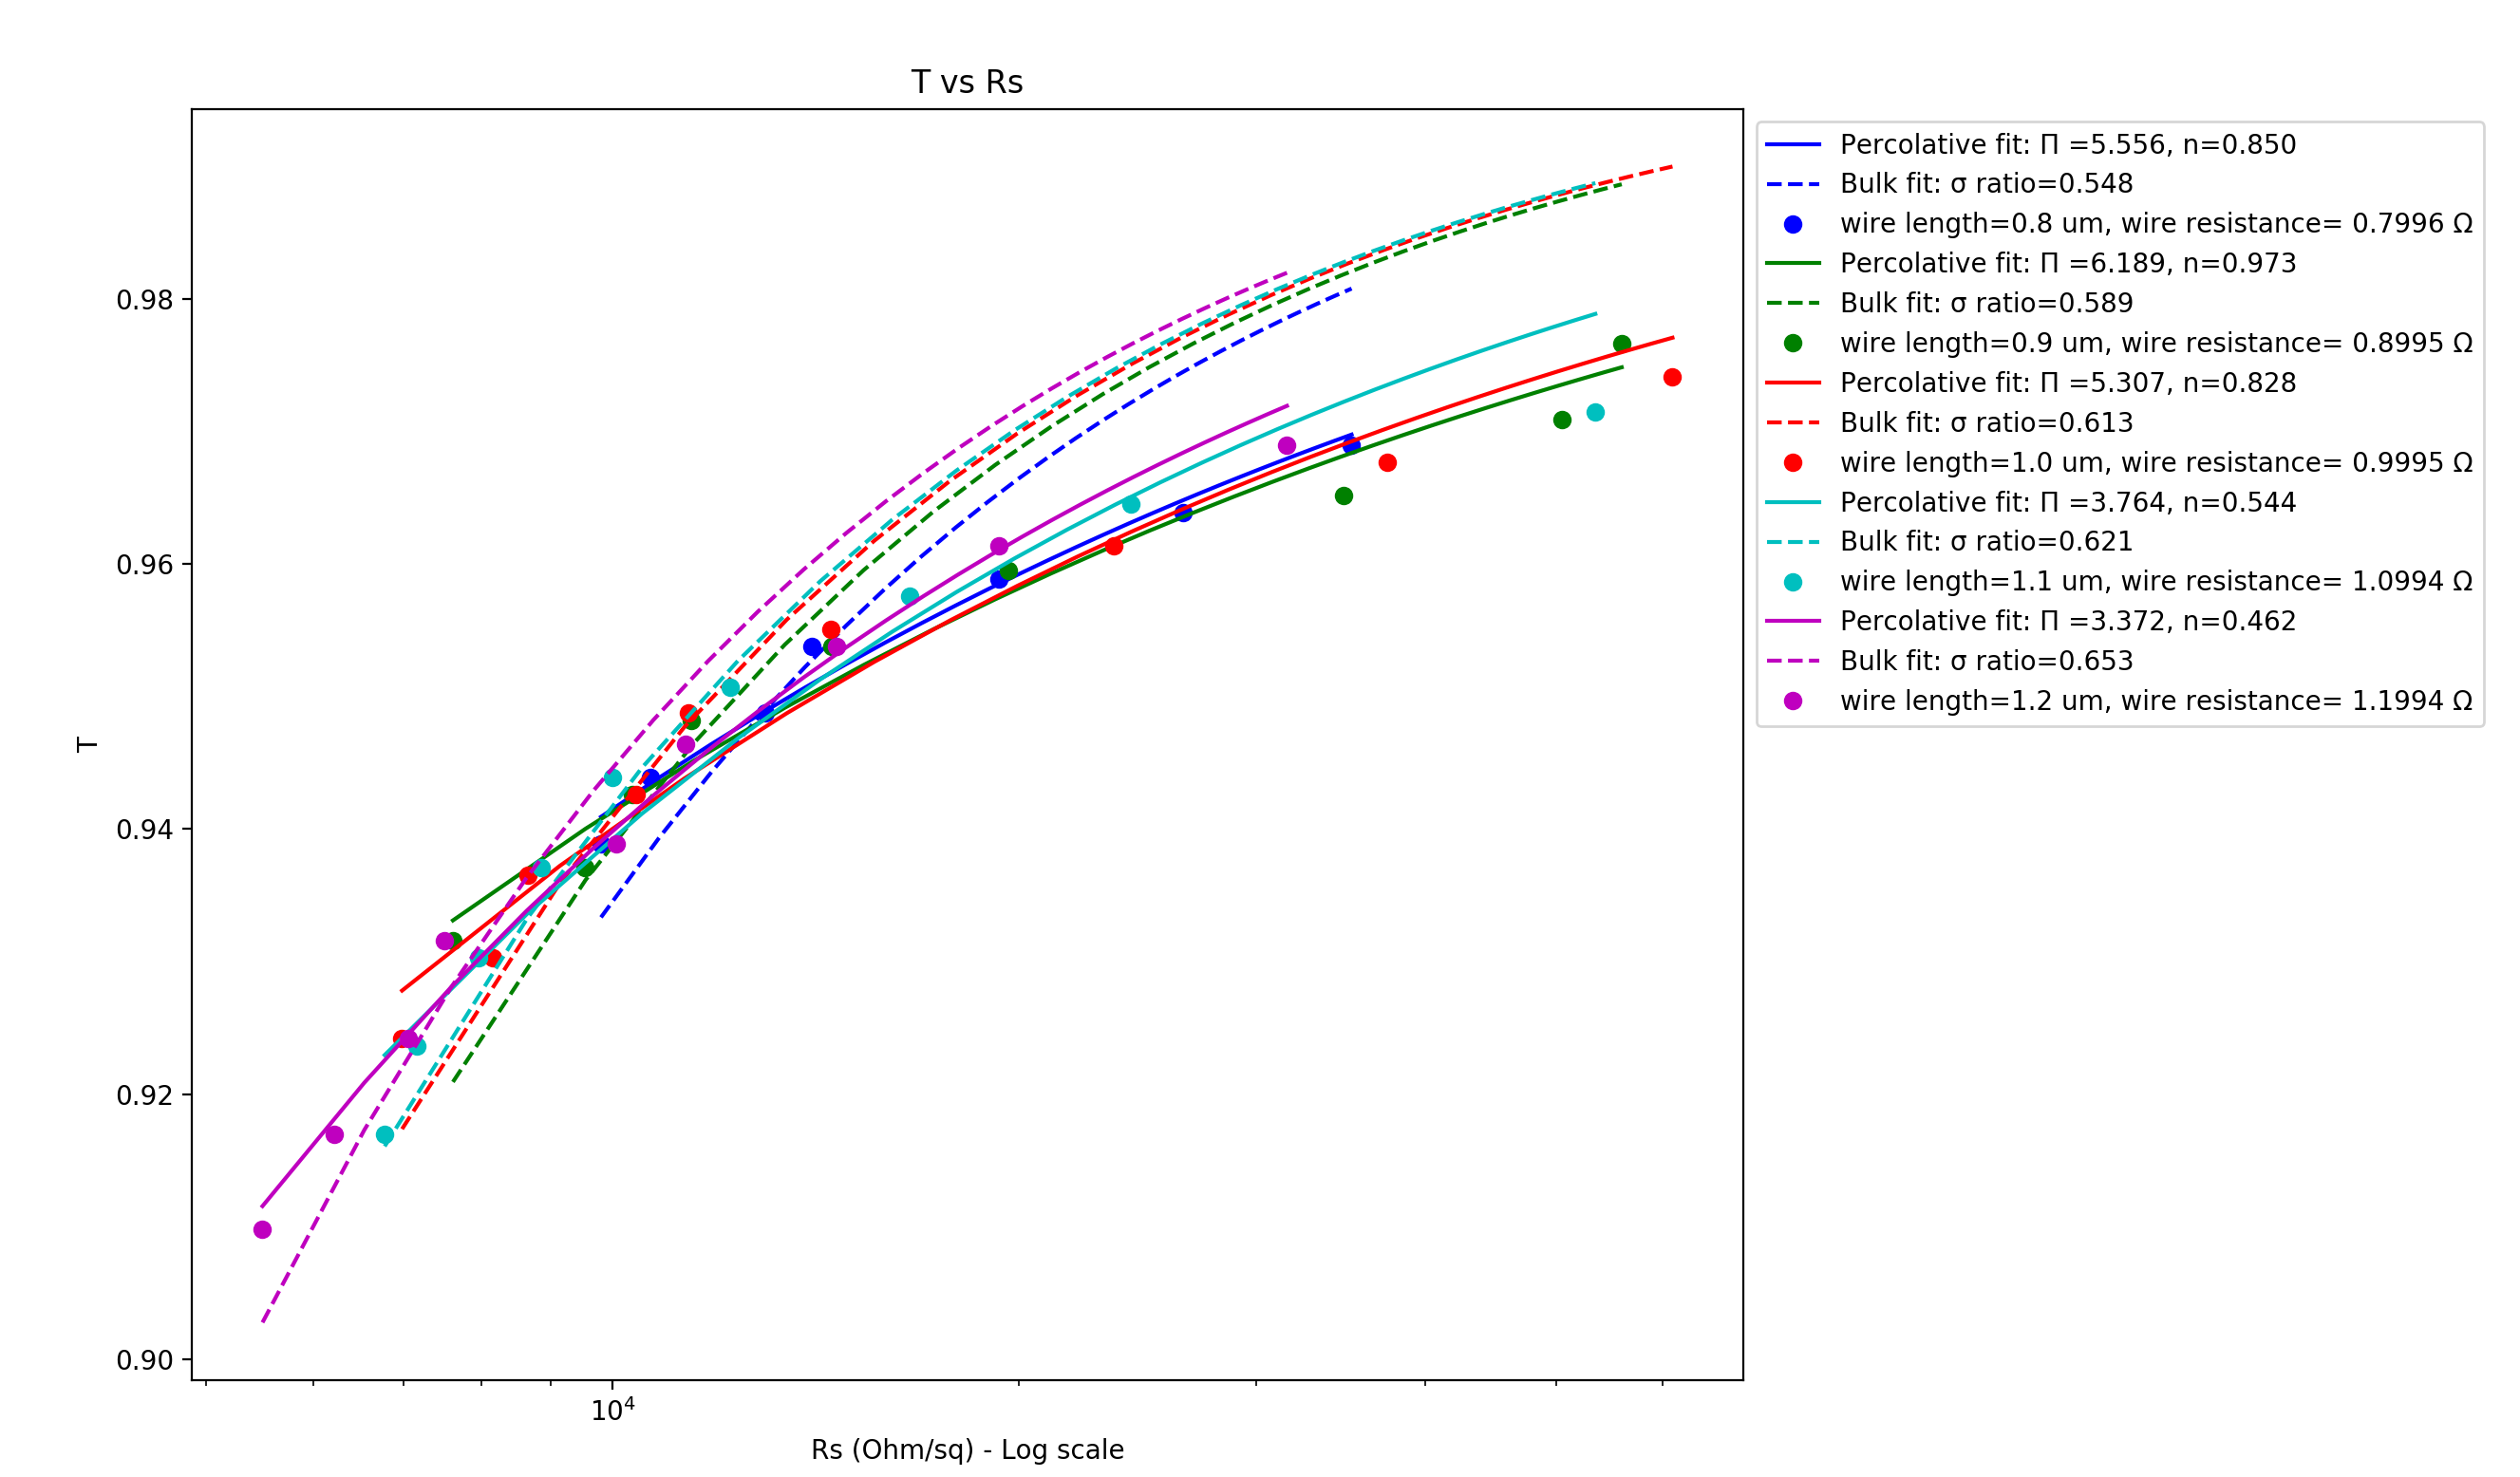 T vs Rs
0.98
0.96
0.94
0.92
0.90
T
10⁴
Rs (Ohm/sq) - Log scale
Percolative fit: Π =5.556, n=0.850
Bulk fit: σ ratio=0.548
wire length=0.8 um, wire resistance= 0.7996 Ω
Percolative fit: Π =6.189, n=0.973
Bulk fit: σ ratio=0.589
wire length=0.9 um, wire resistance= 0.8995 Ω
Percolative fit: Π =5.307, n=0.828
Bulk fit: σ ratio=0.613
wire length=1.0 um, wire resistance= 0.9995 Ω
Percolative fit: Π =3.764, n=0.544
Bulk fit: σ ratio=0.621
wire length=1.1 um, wire resistance= 1.0994 Ω
Percolative fit: Π =3.372, n=0.462
Bulk fit: σ ratio=0.653
wire length=1.2 um, wire resistance= 1.1994 Ω